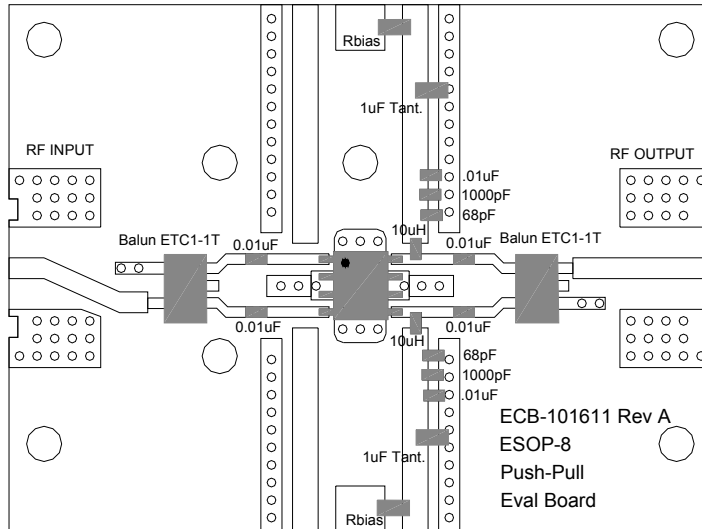 Rbias
1uF Tant.
RF INPUT
RF OUTPUT
.01uF
1000pF
68pF
Balun ETC1-1T
0.01uF
10uH
0.01uF
Balun ETC1-1T
0.01uF
10uH
0.01uF
68pF
1000pF
.01uF
1uF Tant.
Rbias
ECB-101611 Rev A
ESOP-8
Push-Pull
Eval Board